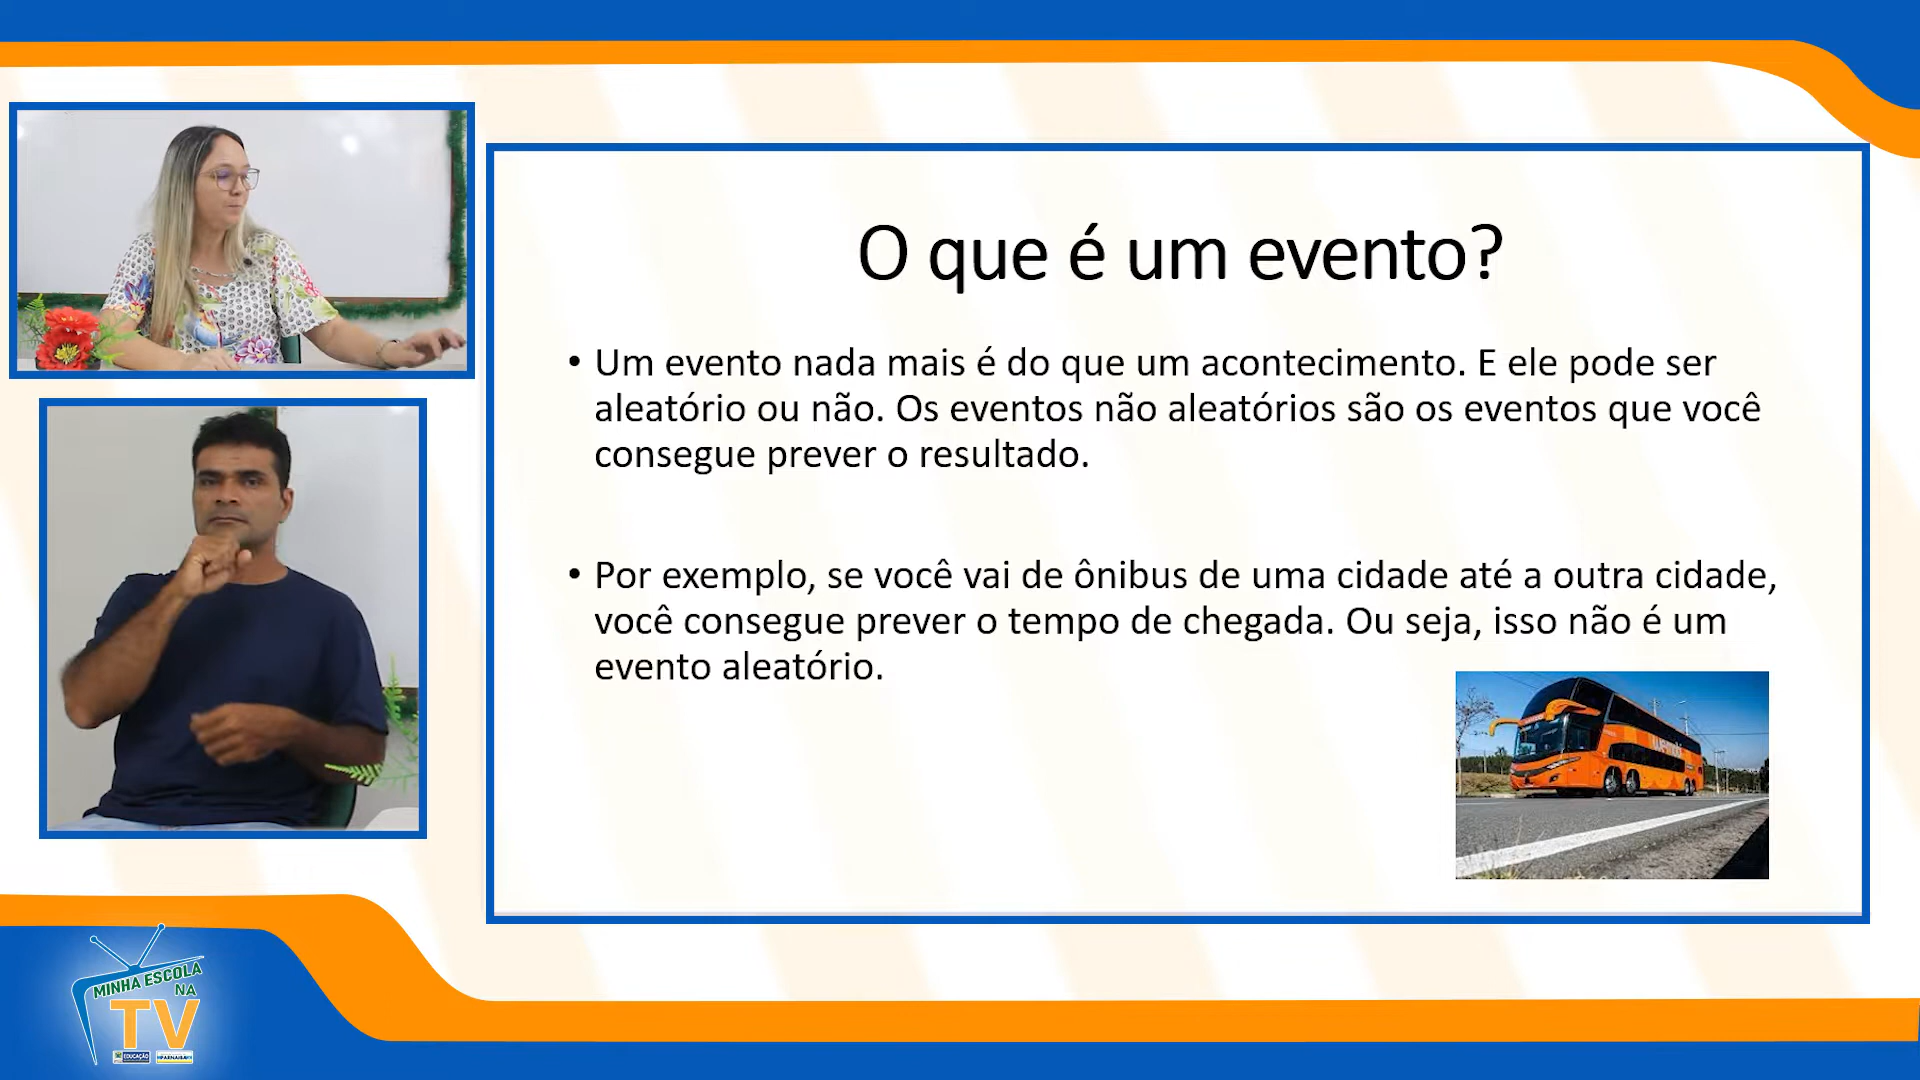 O que é um evento?
• Um evento nada mais é do que um acontecimento. E ele pode ser
aleatório ou não. Os eventos não aleatórios são os eventos que você
consegue prever o resultado.
• Por exemplo, se você vai de ônibus de uma cidade até a outra cidade,
você consegue prever o tempo de chegada. Ou seja, isso não é um
evento aleatório.
MINHA ESCOLA
NA
TV
EDUCAÇÃO